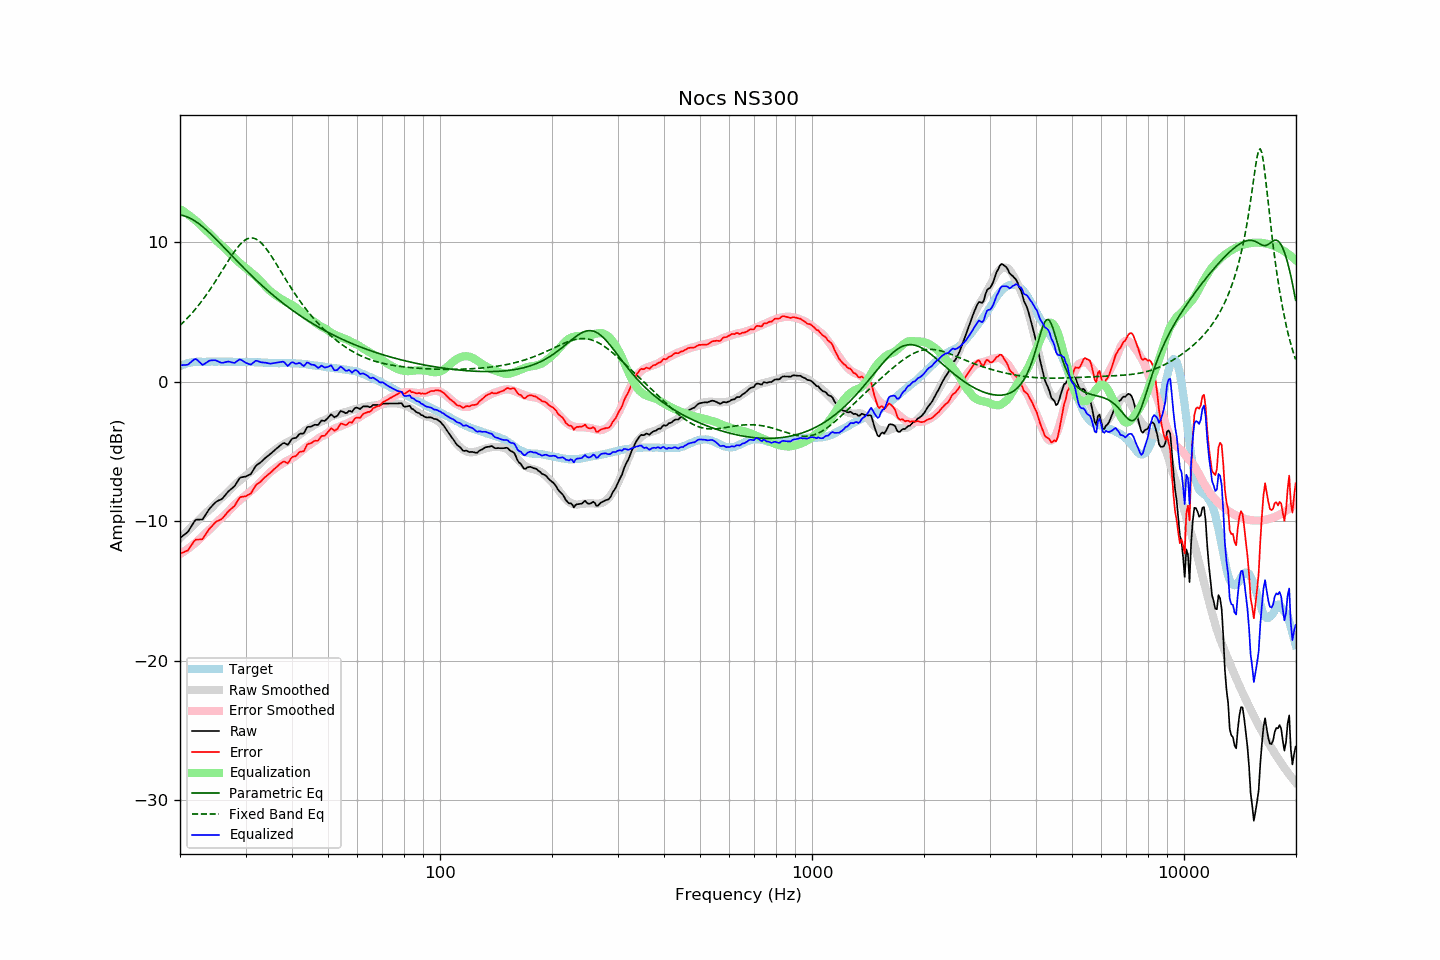 Nocs NS300
Amplitude (dBr)
10
0
−10
−20
−30
Target
Raw Smoothed
Error Smoothed
Raw
Error
Equalization
Parametric Eq
Fixed Band Eq
Equalized
100
1000
10000
Frequency (Hz)